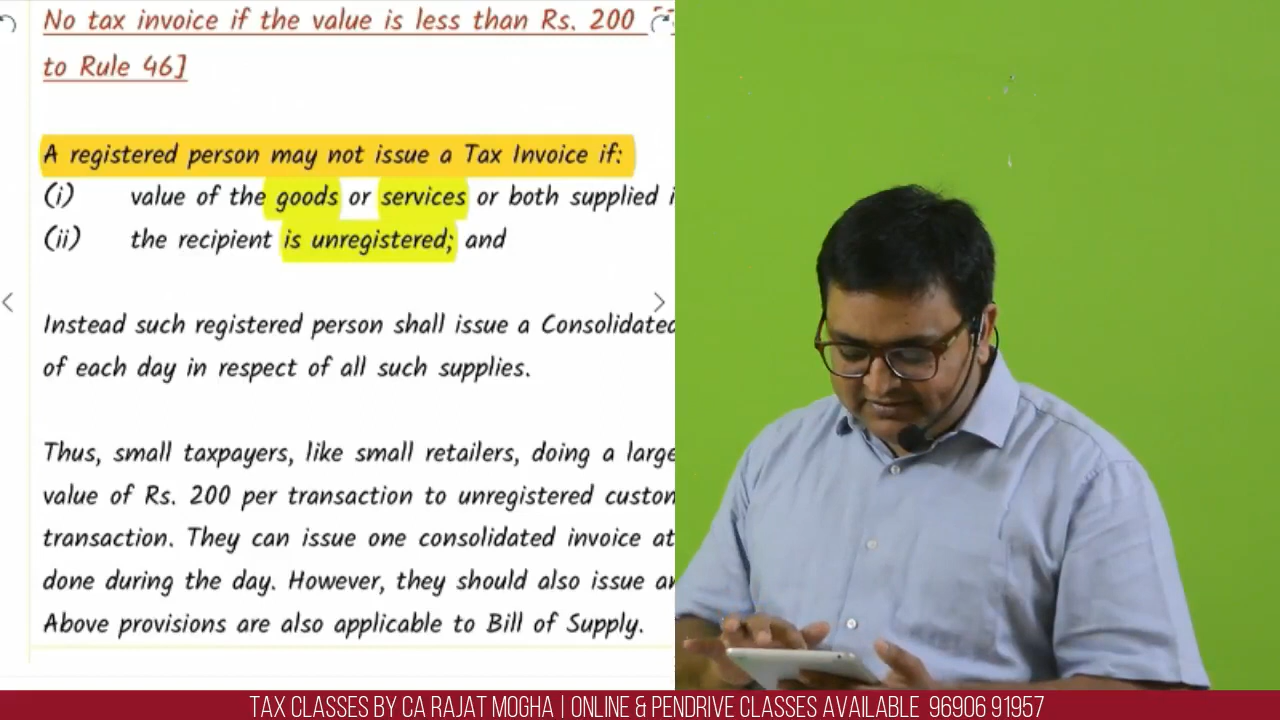 No tax invoice if the value is less than Rs. 200
to Rule 46]
A registered person may not issue a Tax Invoice if:
(i) value of the goods or services or both supplied
(ii) the recipient is unregistered; and
Instead such registered person shall issue a Consolidated
of each day in respect of all such supplies.
Thus, small taxpayers, like small retailers, doing a large
value of Rs. 200 per transaction to unregistered
transaction. They can issue one consolidated invoice at
done during the day. However, they should also issue
Above provisions are also applicable to Bill of Supply.
TAX CLASSES BY CA RAJAT MOGHA | ONLINE & PENDRIVE CLASSES AVAILABLE 96906 91957